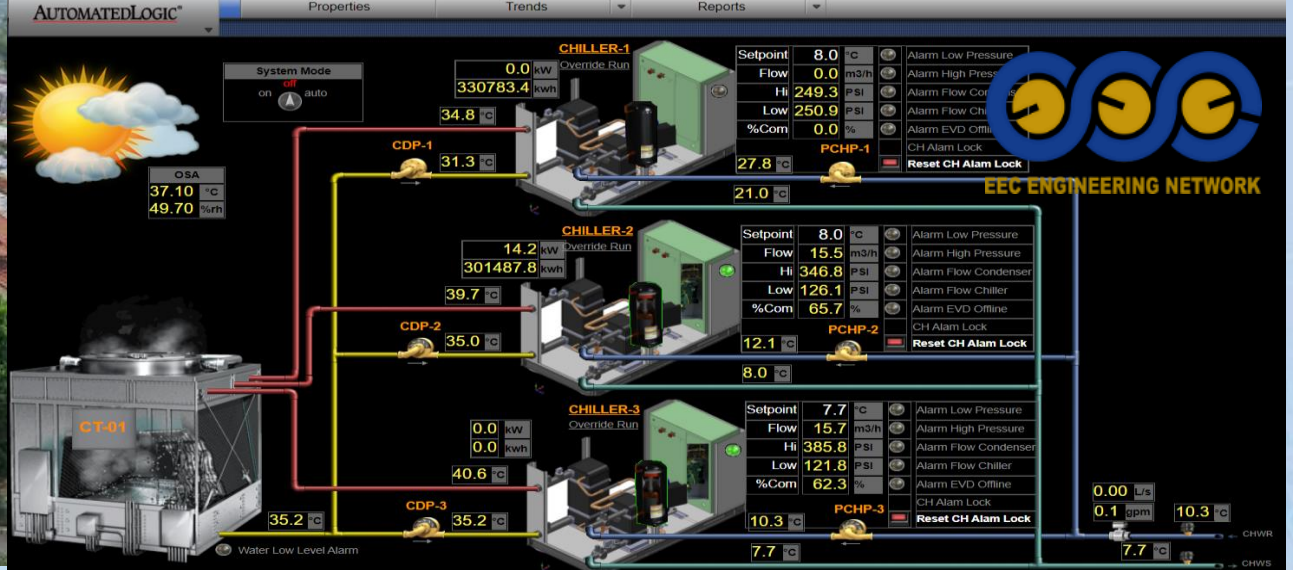 AUTOMATEDLOGIC®
Properties
Trends
Reports
System Mode
off
on auto
OSA
37.10 °C
49.70 %rh
CHILLER-1
Override Run
0.0 kW
330783.4 kwh
34.8 °C
CDP-1
31.3 °C
Setpoint 8.0 °C Alarm Low Pressure
Flow 0.0 m3/h
Hi 249.3 PSI
Low 250.9 PSI
%Com 0.0 % Alarm EVD
CH Alam Lock
Reset CH Alam Lock
PCHP-1
27.8 °C
21.0 °C
eec
EEC ENGINEERING NETWORK
CHILLER-2
Override Run
14.2 kW
301487.8 kwh
39.7 °C
CDP-2
35.0 °C
Setpoint 8.0 °C Alarm Low Pressure
Flow 15.5 m3/h Alarm High Pressure
Hi 346.8 PSI Alarm Flow Condenser
Low 126.1 PSI Alarm Flow Chiller
%Com 65.7 % Alarm EVD Offline
CH Alam Lock
Reset CH Alam Lock
PCHP-2
12.1 °C
8.0 °C
CHILLER-3
Override Run
0.0 kW
0.0 kwh
40.6 °C
CDP-3
35.2 °C
Setpoint 7.7 °C Alarm Low Pressure
Flow 15.7 m3/h Alarm High Pressure
Hi 385.8 PSI Alarm Flow Condenser
Low 121.8 PSI Alarm Flow Chiller
%Com 62.3 % Alarm EVD Offline
CH Alam Lock
Reset CH Alam Lock
PCHP-3
10.3 °C
7.7 °C
CT-01
35.2 °C
Water Low Level Alarm
0.00 L/s
0.1 gpm
10.3 °C
CHWR
7.7 °C
CHWS